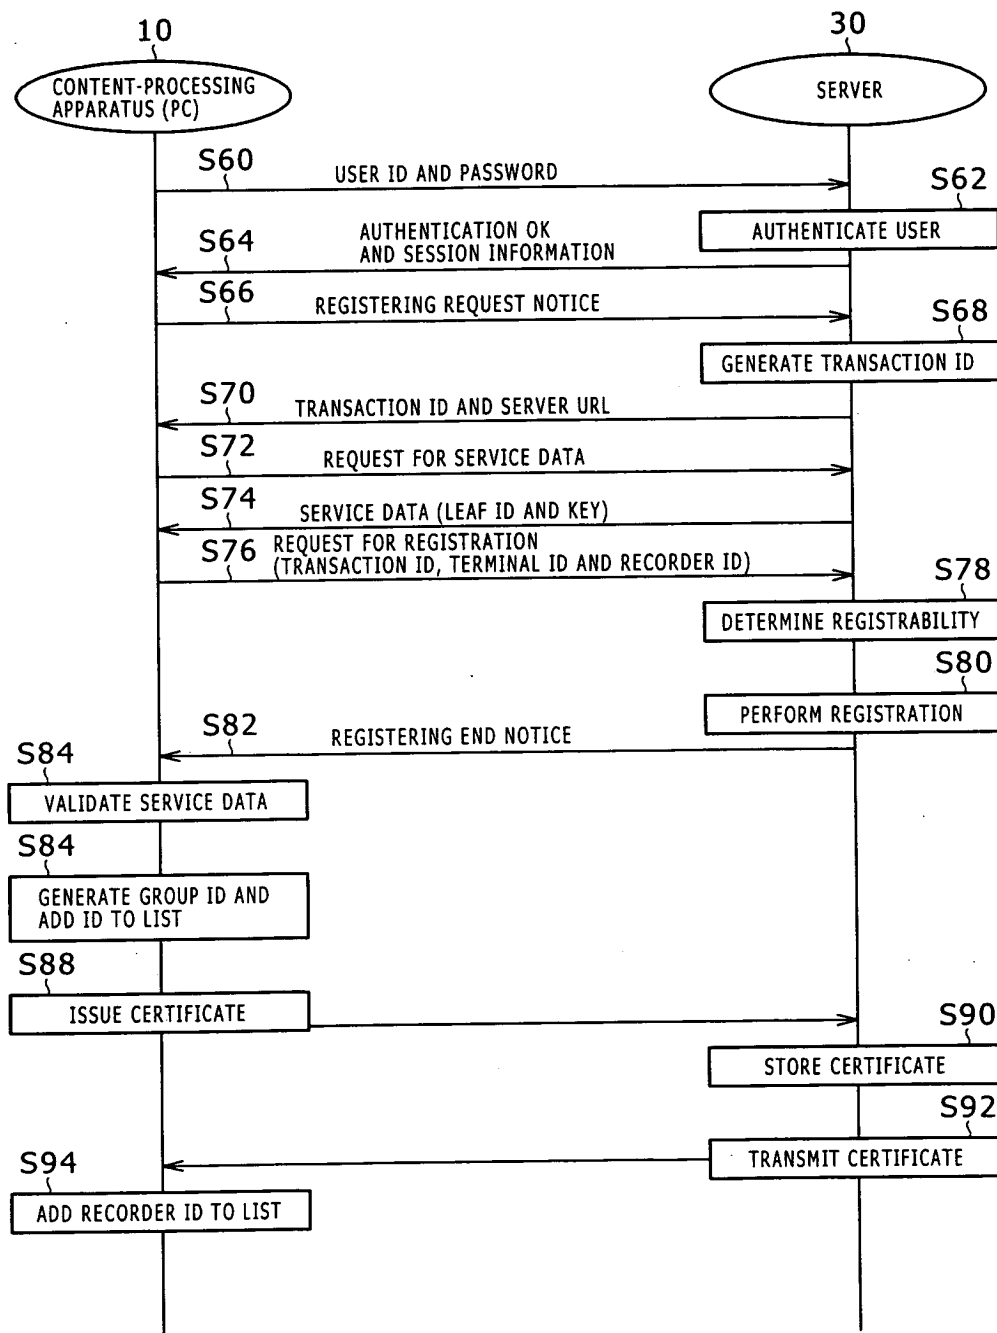 10
30
CONTENT-PROCESSING
APPARATUS (PC)
SERVER
S60
USER ID AND PASSWORD
S62
AUTHENTICATE USER
S64
AUTHENTICATION OK
AND SESSION INFORMATION
S66
REGISTERING REQUEST NOTICE
S68
GENERATE TRANSACTION ID
S70
TRANSACTION ID AND SERVER URL
S72
REQUEST FOR SERVICE DATA
S74
SERVICE DATA (LEAF ID AND KEY)
S76
REQUEST FOR REGISTRATION
(TRANSACTION ID, TERMINAL ID AND RECORDER ID)
S78
DETERMINE REGISTRABILITY
S80
PERFORM REGISTRATION
S82
REGISTERING END NOTICE
S84
VALIDATE SERVICE DATA
S84
GENERATE GROUP ID AND
ADD ID TO LIST
S88
ISSUE CERTIFICATE
S90
STORE CERTIFICATE
S92
TRANSMIT CERTIFICATE
S94
ADD RECORDER ID TO LIST